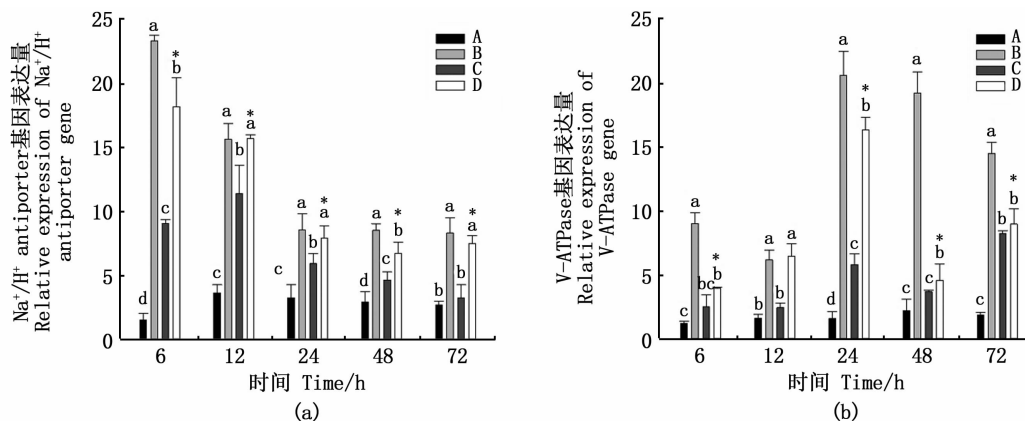 Na⁺/H⁺ antiporter基因表达量
Relative expression of Na⁺/H⁺
antiporter gene
25
20
15
10
5
0
A
B
C
D
a
*
b
c
d
a
b
*
a
c
a
b
*
a
c
a
*
b
c
d
a
*
a
b
b
6 12 24 48 72
时间 Time/h
(a)
V-ATPase基因表达量
Relative expression of
V-ATPase gene
25
20
15
10
5
0
A
B
C
D
a
*
b
bc
c
a
a
b
b
a
*
b
c
d
a
*
b
c
c
a
*
b
b
c
6 12 24 48 72
时间 Time/h
(b)